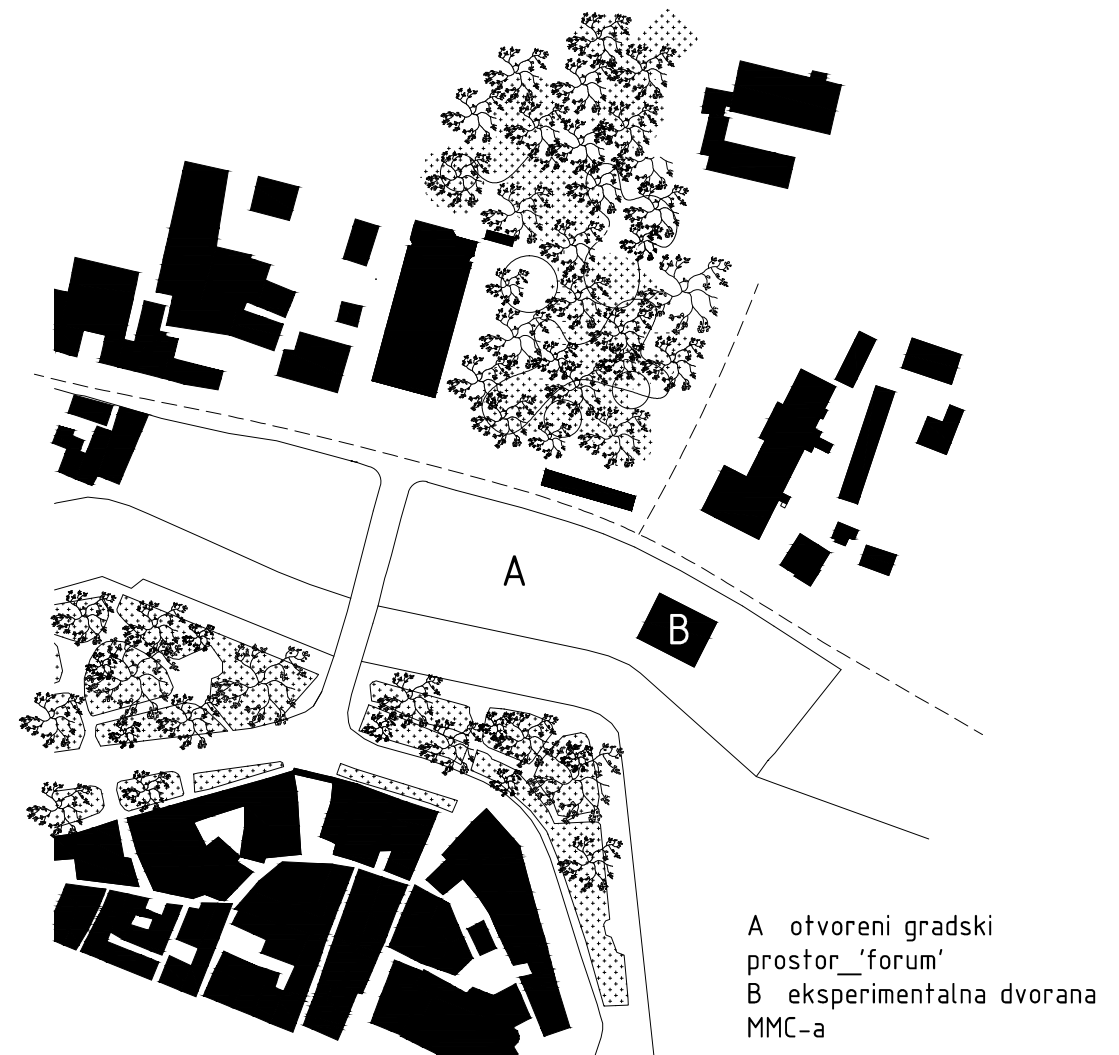 A
B
A otvoreni gradski
prostor_'forum'
B eksperimentalna dvorana
MMC-a